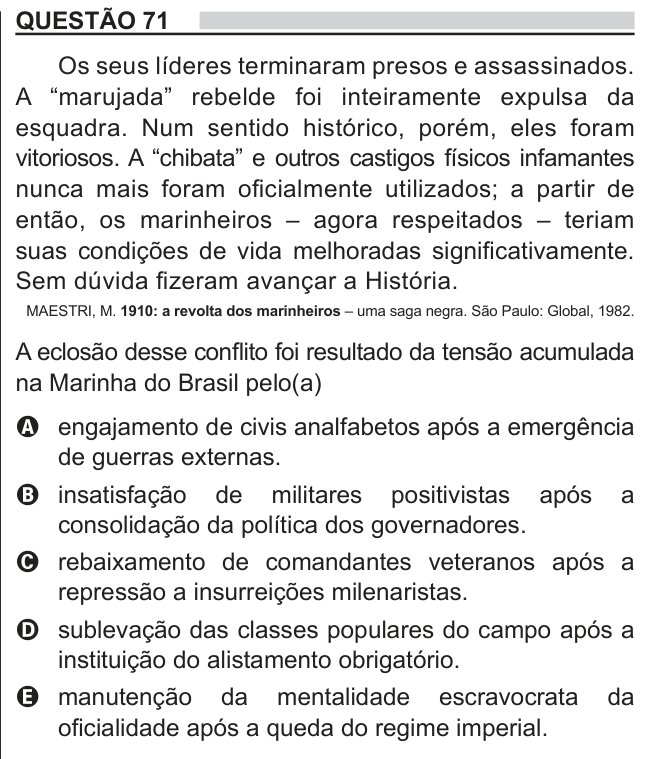 QUESTÃO 71
Os seus líderes terminaram presos e assassinados.
A “marujada” rebelde foi inteiramente expulsa da
esquadra. Num sentido histórico, porém, eles foram
vitoriosos. A “chibata” e outros castigos físicos infamantes
nunca mais foram oficialmente utilizados; a partir de
então, os marinheiros – agora respeitados – teriam
suas condições de vida melhoradas significativamente.
Sem dúvida fizeram avançar a História.
MAESTRI, M. 1910: a revolta dos marinheiros – uma saga negra. São Paulo: Global, 1982.
A eclosão desse conflito foi resultado da tensão acumulada
na Marinha do Brasil pelo(a)
A engajamento de civis analfabetos após a emergência
de guerras externas.
B insatisfação de militares positivistas após a
consolidação da política dos governadores.
C rebaixamento de comandantes veteranos após a
repressão a insurreições milenaristas.
D sublevação das classes populares do campo após a
instituição do alistamento obrigatório.
E manutenção da mentalidade escravocrata da
oficialidade após a queda do regime imperial.